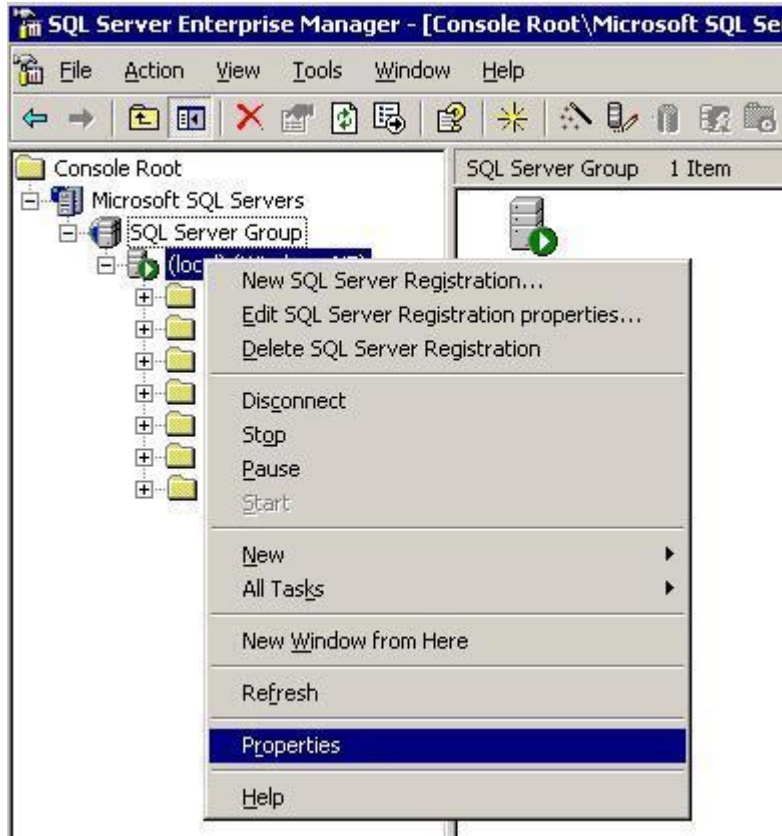 SQL Server Enterprise Manager - [Console Root\Microsoft SQL Se
File Action View Tools Window Help
Console Root
SQL Server Group 1 Item
Microsoft SQL Servers
SQL Server Group
New SQL Server Registration...
Edit SQL Server Registration properties...
Delete SQL Server Registration
Disconnect
Stop
Pause
Start
New
All Tasks
New Window from Here
Refresh
Properties
Help